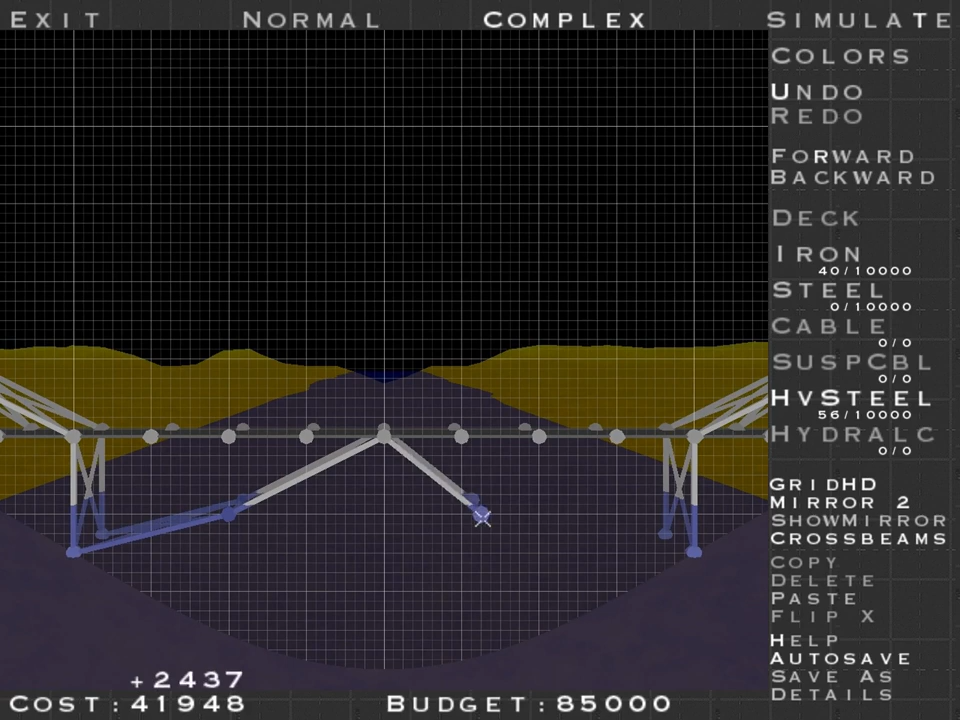 EXIT NORMAL COMPLEX SIMULATE
COLORS
UNDO
REDO
FORWARD
BACKWARD
DECK
IRON
40/10000
STEEL
0/10000
CABLE
0/0
SUSPCBL
0/0
HVSTEEL
56/10000
HYDRALC
0/0
GRIDHD
MIRROR 2
SHOWMIRROR
CROSSBEAMS
COPY
DELETE
PASTE
FLIP X
HELP
AUTOSAVE
SAVE AS
DETAILS
+2437
COST:41948 BUDGET:85000